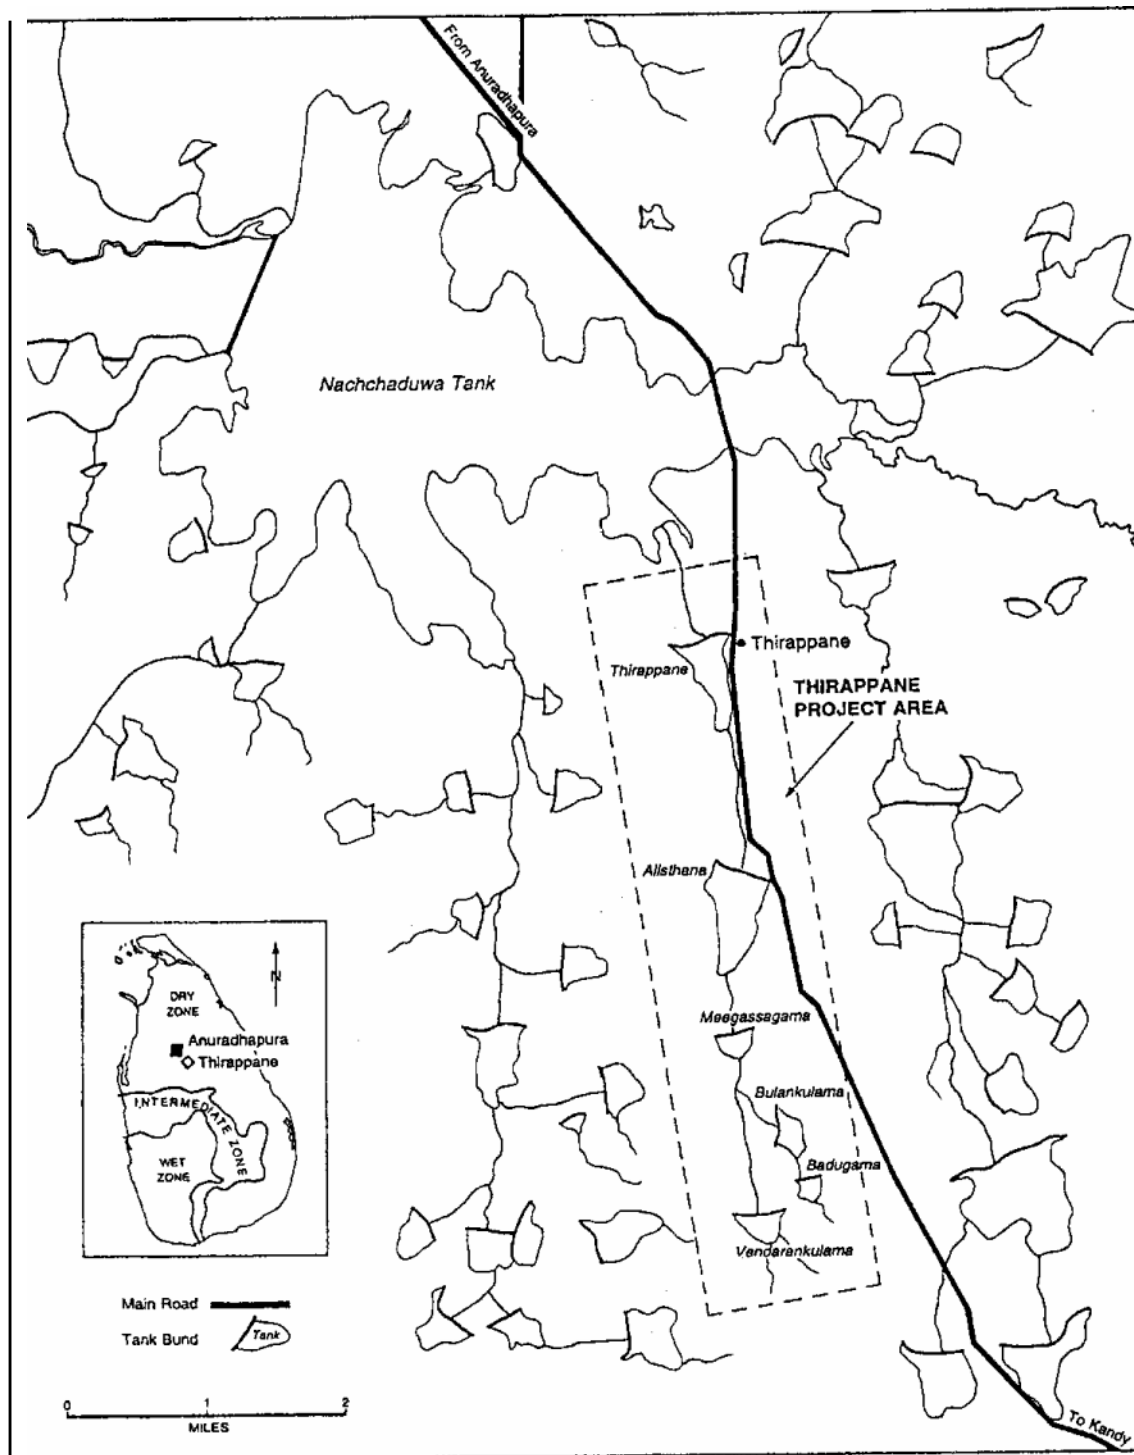 From Anuradhapura
Nachchaduwa Tank
Thirappane
Thirappane
THIRAPPANE
PROJECT AREA
Alisthana
Meegassagama
Bulankulama
Badugama
Vendarankulama
N
DRY
ZONE
Anuradhapura
Thirappane
INTERMEDIATE ZONE
WET
ZONE
Main Road
Tank Bund
Tank
0 1 2
MILES
To Kandy